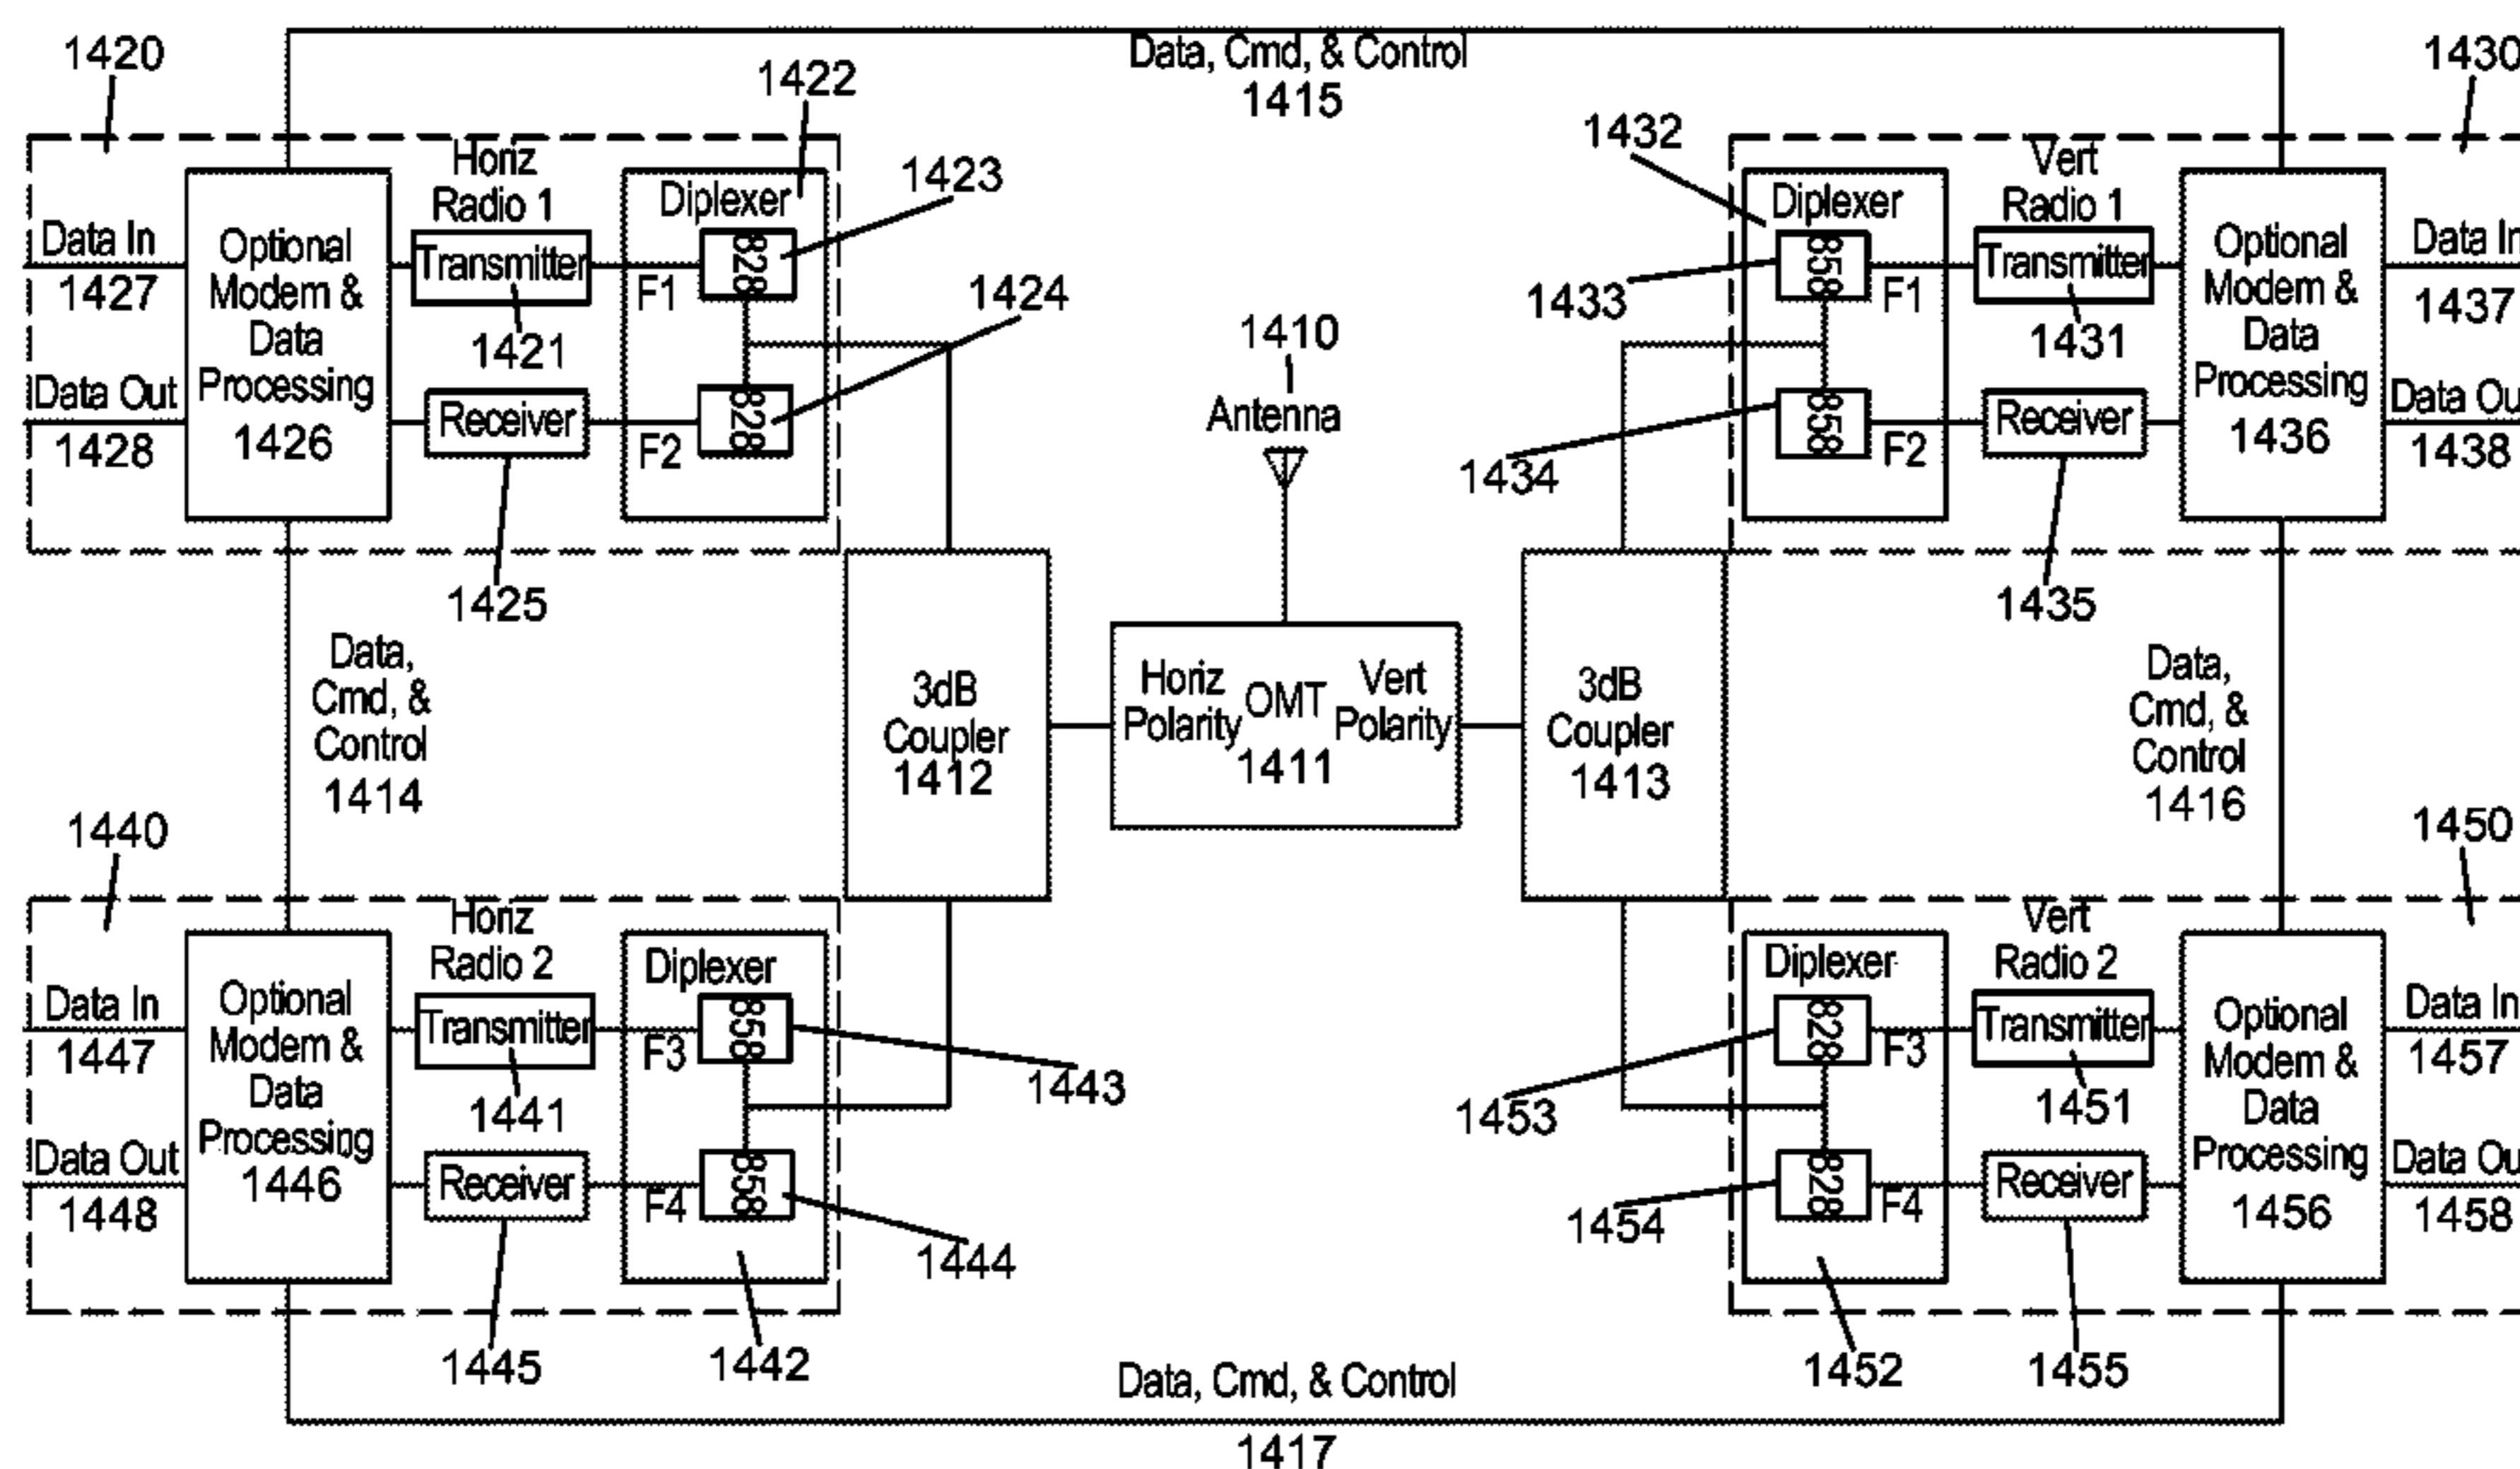 Data, Cmd, & Control
1415
1420
1422
1423
1424
Horiz
Radio 1
Diplexer
828
828
Data In
1427
Data Out
1428
Optional
Modem &
Data
Processing
1426
Transmitter
1421
Receiver
1425
F1
F2
1430
1432
1433
1434
Vert
Radio 1
Diplexer
858
858
F1
F2
Transmitter
1431
Receiver
1435
Optional
Modem &
Data
Processing
1436
Data In
1437
Data Ou
1438
1410
Antenna
Data,
Cmd, &
Control
1414
3dB
Coupler
1412
Horiz
Polarity
OMT
1411
Vert
Polarity
3dB
Coupler
1413
Data,
Cmd, &
Control
1416
1440
Horiz
Radio 2
Diplexer
858
858
1443
1444
Data In
1447
Data Out
1448
Optional
Modem &
Data
Processing
1446
Transmitter
1441
Receiver
1445
F3
F4
1442
1450
Vert
Radio 2
Diplexer
828
828
1453
1454
F3
F4
Transmitter
1451
Receiver
1455
1452
Optional
Modem &
Data
Processing
1456
Data In
1457
Data Ou
1458
Data, Cmd, & Control
1417